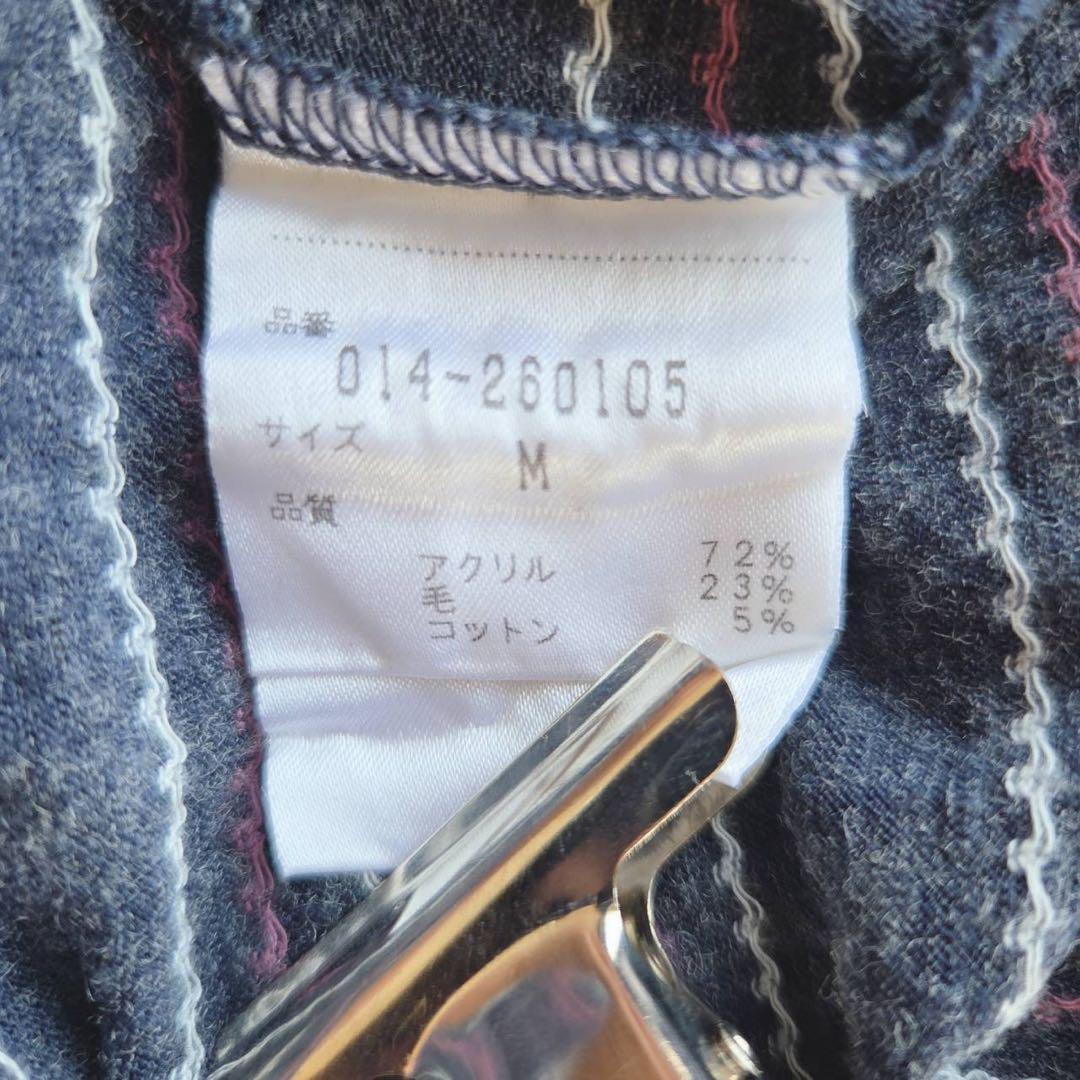 品番
014-260105
サイズ
M
品質
アクリル 72%
毛 23%
コットン 5%